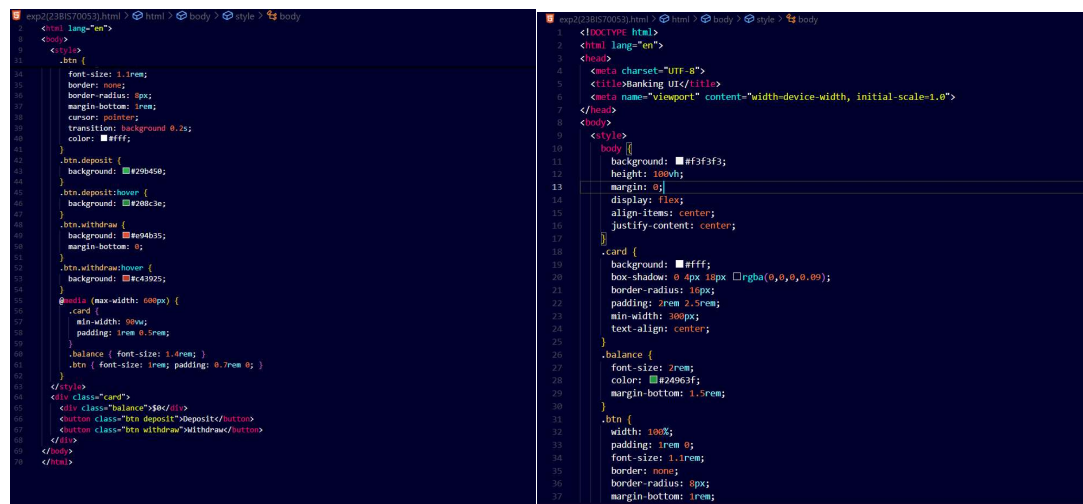 exp2(23BIS70053).html > html > body > style > body
2 <html lang="en">
8 <body>
9 <style>
31 .btn {
34 font-size: 1.1rem;
35 border: none;
36 border-radius: 8px;
37 margin-bottom: 1rem;
38 cursor: pointer;
39 transition: background 0.2s;
40 color: #fff;
41 }
42 .btn.deposit {
43 background: #29b450;
44 }
45 .btn.deposit:hover {
46 background: #208c3e;
47 }
48 .btn.withdraw {
49 background: #e94b35;
50 margin-bottom: 0;
51 }
52 .btn.withdraw:hover {
53 background: #c43925;
54 }
55 @media (max-width: 600px) {
56 .card {
57 min-width: 90vw;
58 padding: 1rem 0.5rem;
59 }
60 .balance { font-size: 1.4rem; }
61 .btn { font-size: 1rem; padding: 0.7rem 0; }
62 }
63 </style>
64 <div class="card">
65 <div class="balance">$0</div>
66 <button class="btn deposit">Deposit</button>
67 <button class="btn withdraw">Withdraw</button>
68 </div>
69 </body>
70 </html>
exp2(23BIS70053).html > html > body > style > body
1 <!DOCTYPE html>
2 <html lang="en">
3 <head>
4 <meta charset="UTF-8">
5 <title>Banking UI</title>
6 <meta name="viewport" content="width=device-width, initial-scale=1.0">
7 </head>
8 <body>
9 <style>
10 body {
11 background: #f3f3f3;
12 height: 100vh;
13 margin: 0;
14 display: flex;
15 align-items: center;
16 justify-content: center;
17 }
18 .card {
19 background: #fff;
20 box-shadow: 0 4px 18px rgba(0,0,0,0.09);
21 border-radius: 16px;
22 padding: 2rem 2.5rem;
23 min-width: 300px;
24 text-align: center;
25 }
26 .balance {
27 font-size: 2rem;
28 color: #24963f;
29 margin-bottom: 1.5rem;
30 }
31 .btn {
32 width: 100%;
33 padding: 1rem 0;
34 font-size: 1.1rem;
35 border: none;
36 border-radius: 8px;
37 margin-bottom: 1rem;